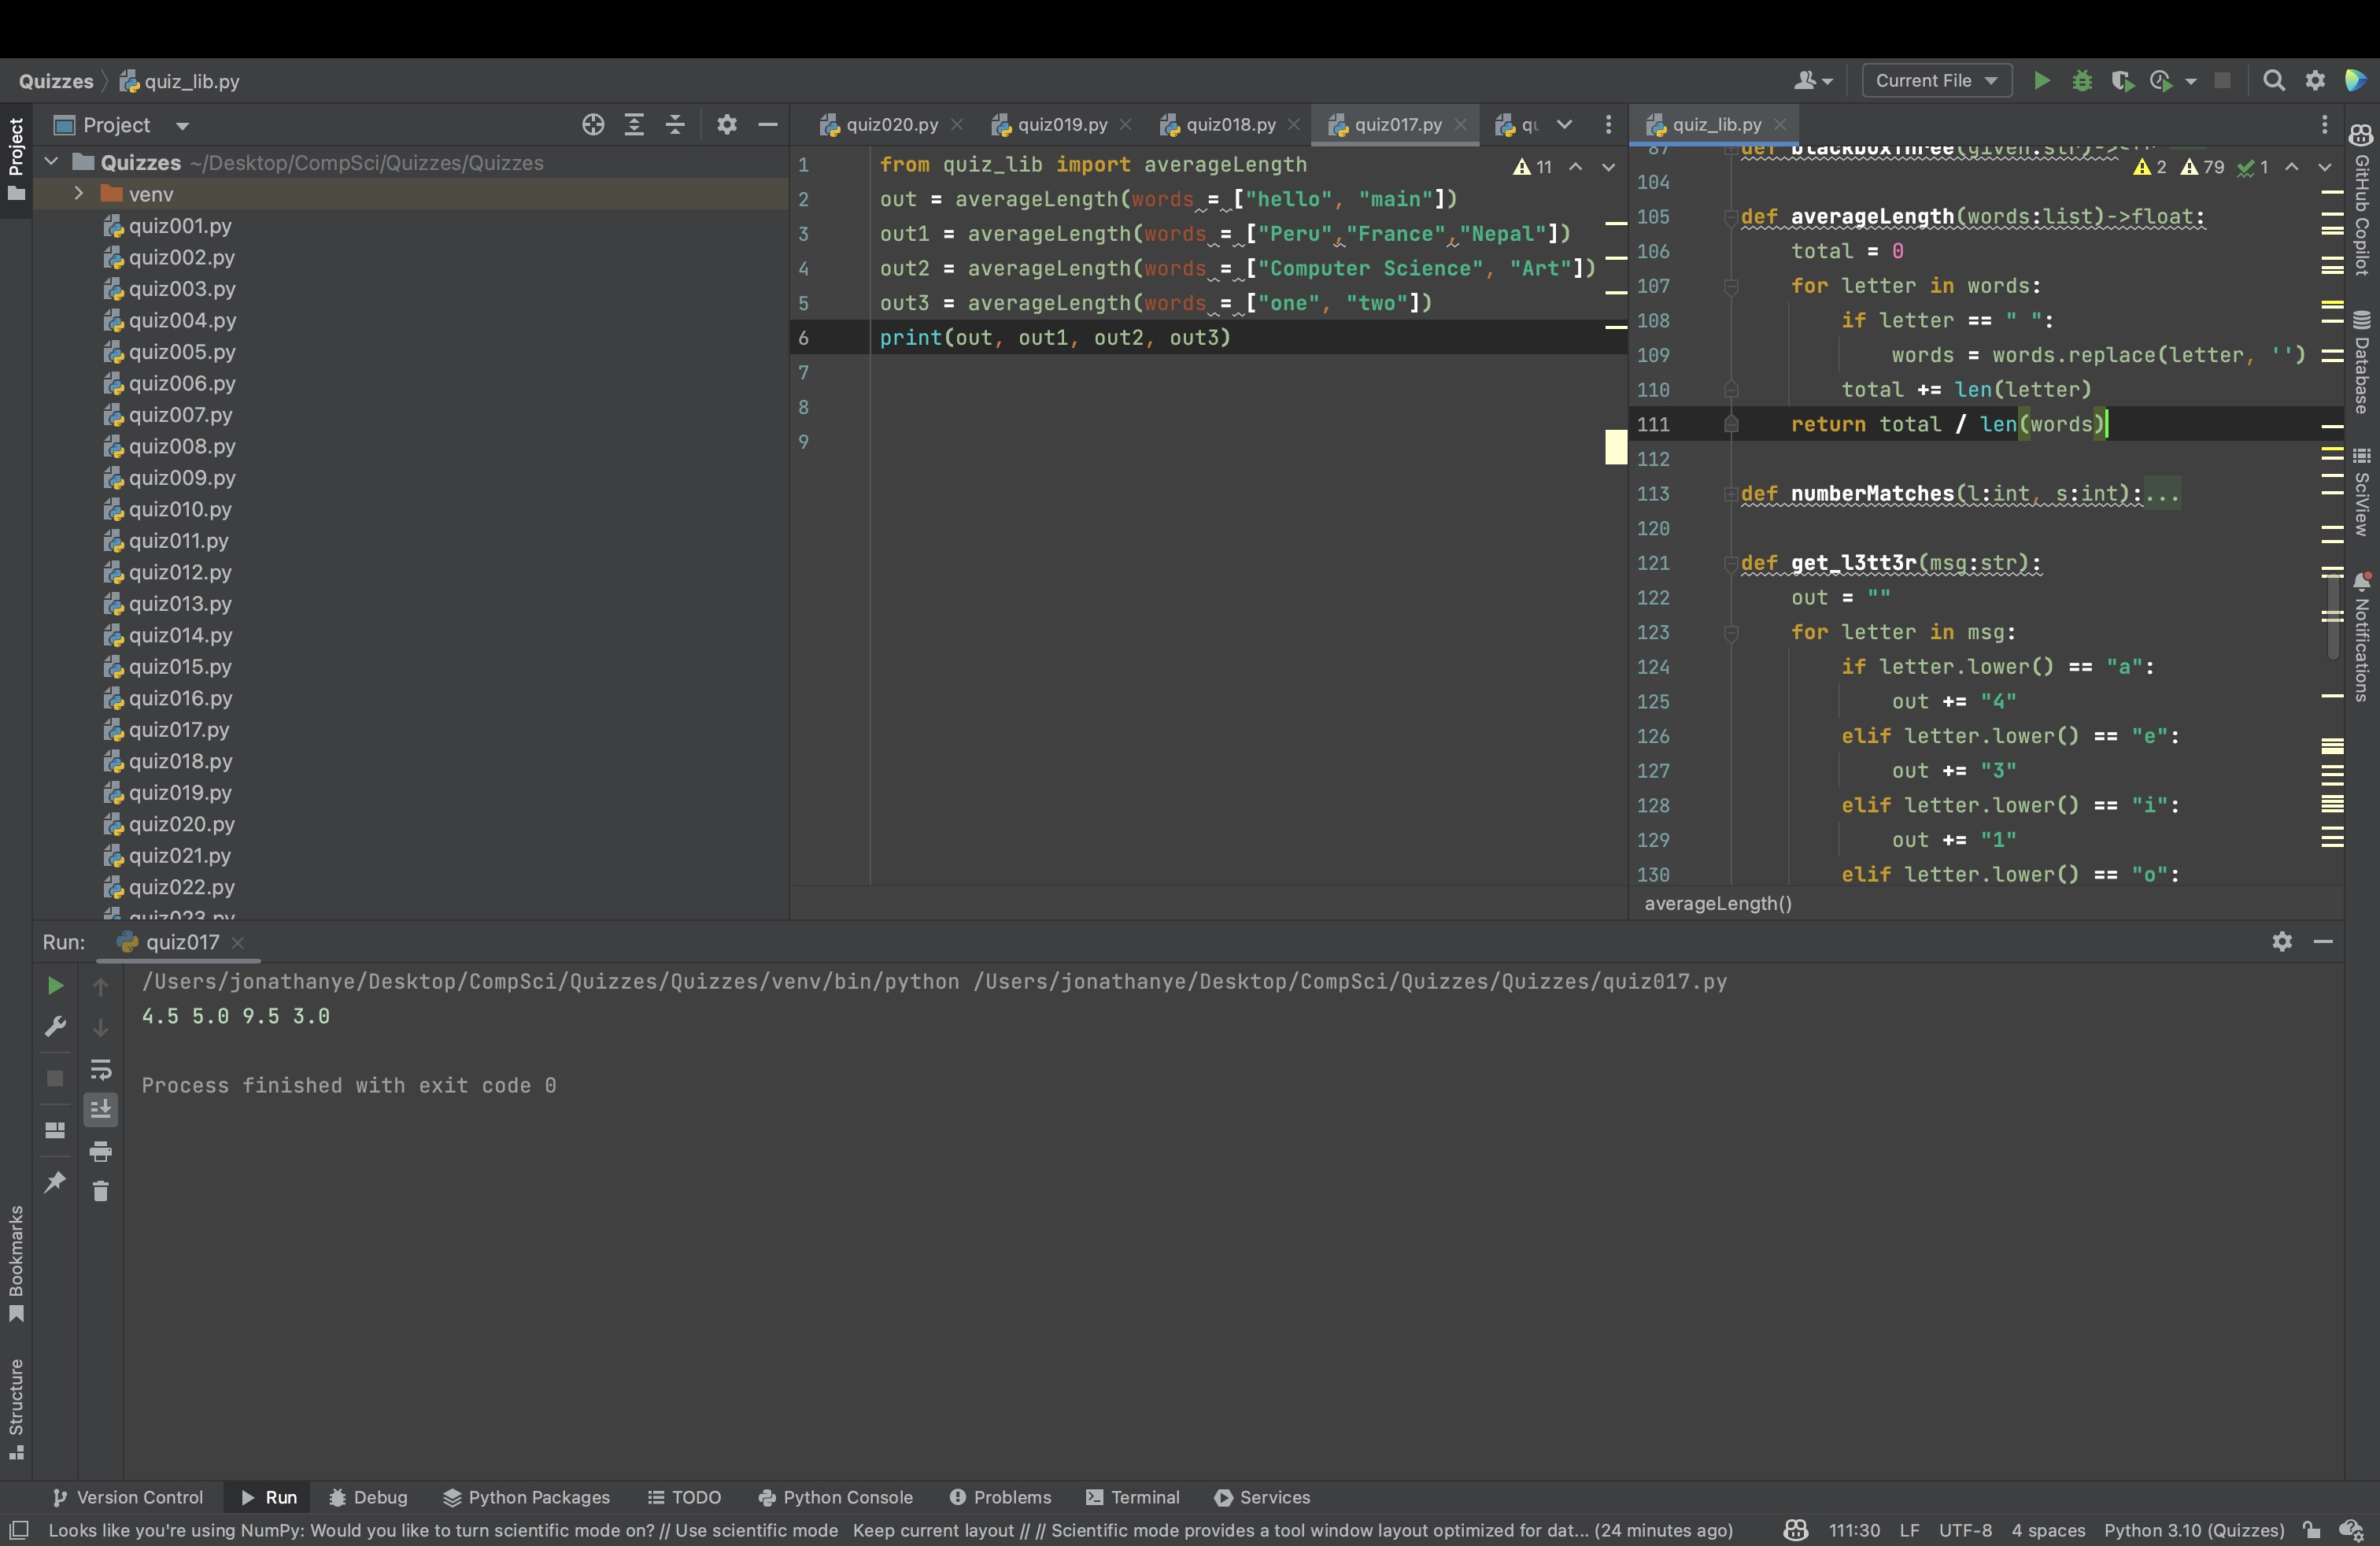 Quizzes quiz_lib.py
Current File
Project
Project
quiz020.py
quiz019.py
quiz018.py
quiz017.py
quiz_lib.py
Quizzes ~/Desktop/CompSci/Quizzes/Quizzes
venv
quiz001.py
quiz002.py
quiz003.py
quiz004.py
quiz005.py
quiz006.py
quiz007.py
quiz008.py
quiz009.py
quiz010.py
quiz011.py
quiz012.py
quiz013.py
quiz014.py
quiz015.py
quiz016.py
quiz017.py
quiz018.py
quiz019.py
quiz020.py
quiz021.py
quiz022.py
quiz023.py
11
1 from quiz_lib import averageLength
2 out = averageLength(words = ["hello", "main"])
3 out1 = averageLength(words = ["Peru","France","Nepal"])
4 out2 = averageLength(words = ["Computer Science", "Art"])
5 out3 = averageLength(words = ["one", "two"])
6 print(out, out1, out2, out3)
7
8
9
2 79 1
87 def blackboxThree(given:str)->
104
105 def averageLength(words:list)->float:
106 total = 0
107 for letter in words:
108 if letter == " ":
109 words = words.replace(letter, '')
110 total += len(letter)
111 return total / len(words)
112
113 def numberMatches(l:int, s:int):...
120
121 def get_l3tt3r(msg:str):
122 out = ""
123 for letter in msg:
124 if letter.lower() == "a":
125 out += "4"
126 elif letter.lower() == "e":
127 out += "3"
128 elif letter.lower() == "i":
129 out += "1"
130 elif letter.lower() == "o":
averageLength()
GitHub Copilot
Database
SciView
Notifications
Run: quiz017
/Users/jonathanye/Desktop/CompSci/Quizzes/Quizzes/venv/bin/python /Users/jonathanye/Desktop/CompSci/Quizzes/Quizzes/quiz017.py
4.5 5.0 9.5 3.0
Process finished with exit code 0
Bookmarks
Structure
Version Control
Run
Debug
Python Packages
TODO
Python Console
Problems
Terminal
Services
Looks like you're using NumPy: Would you like to turn scientific mode on? // Use scientific mode Keep current layout // // Scientific mode provides a tool window layout optimized for dat... (24 minutes ago)
111:30 LF UTF-8 4 spaces Python 3.10 (Quizzes)